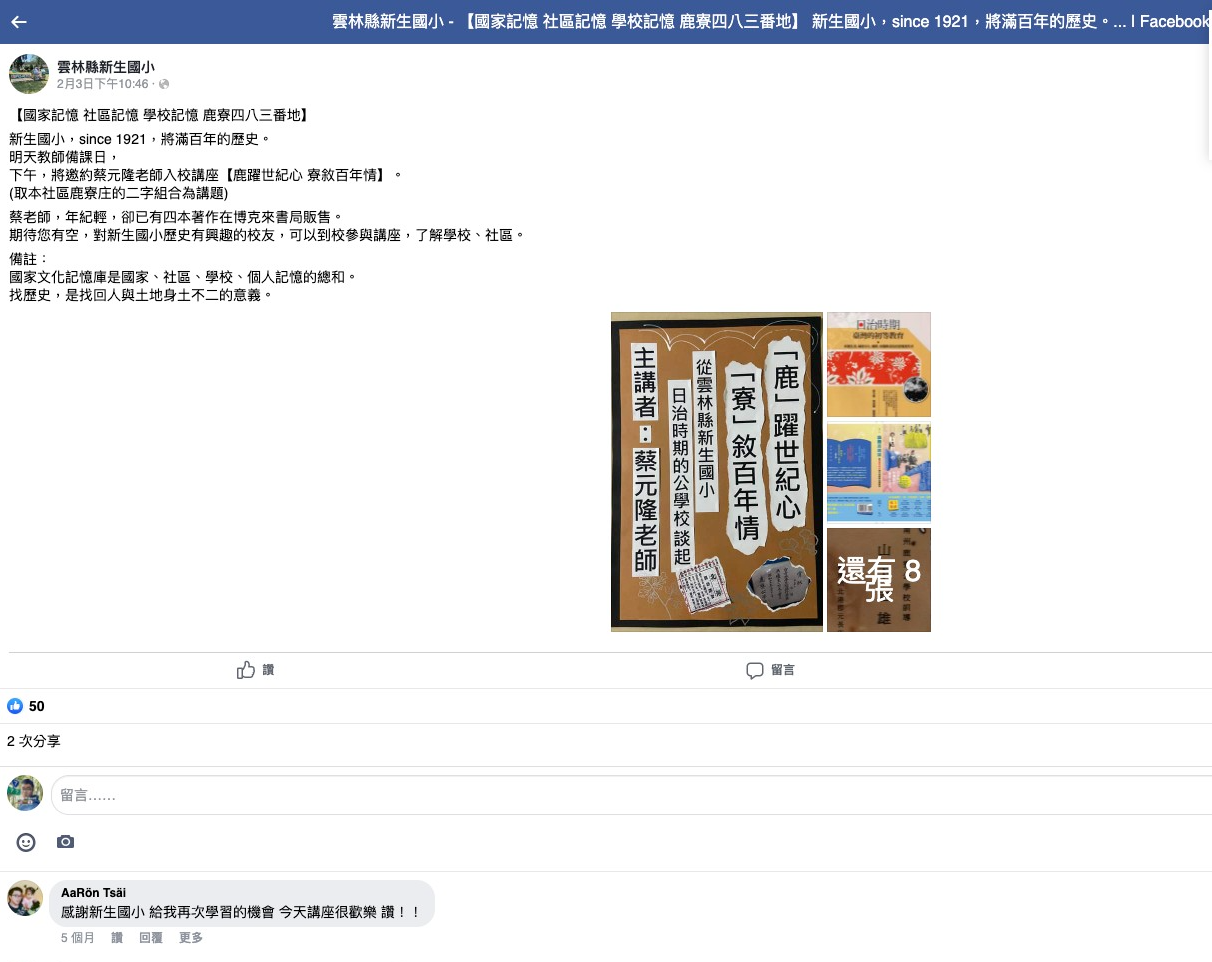 雲林縣新生國小 - 【國家記憶 社區記憶 學校記憶 鹿寮四八三番地】 新生國小，since 1921，將滿百年的歷史。... | Facebook
雲林縣新生國小
2月3日下午10:46 ·
【國家記憶 社區記憶 學校記憶 鹿寮四八三番地】
新生國小，since 1921，將滿百年的歷史。
明天教師備課日，
下午，將邀約蔡元隆老師入校講座【鹿躍世紀心 寮敘百年情】。
(取本社區鹿寮庄的二字組合為講題)
蔡老師，年紀輕，卻已有四本著作在博克來書局販售。
期待您有空，對新生國小歷史有興趣的校友，可以到校參與講座，了解學校、社區。
備註：
國家文化記憶庫是國家、社區、學校、個人記憶的總和。
找歷史，是找回人與土地身土不二的意義。
「鹿」躍世紀心
「寮」敘百年情
從雲林縣新生國小
日治時期的公學校談起
主講者：蔡元隆老師
日治時期
臺灣的初等教育
還有 8
張
讚
留言
50
2 次分享
留言……
AaRön Tsäi
感謝新生國小 給我再次學習的機會 今天講座很歡樂 讚！！
5 個月 讚 回覆 更多